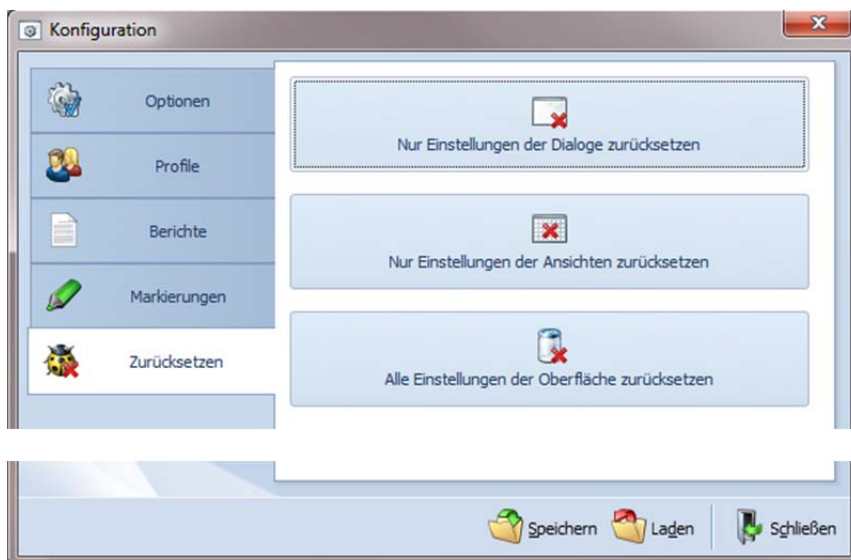 Konfiguration
Optionen
Profile
Berichte
Markierungen
Zurücksetzen
Nur Einstellungen der Dialoge zurücksetzen
Nur Einstellungen der Ansichten zurücksetzen
Alle Einstellungen der Oberfläche zurücksetzen
Speichern
Laden
Schließen